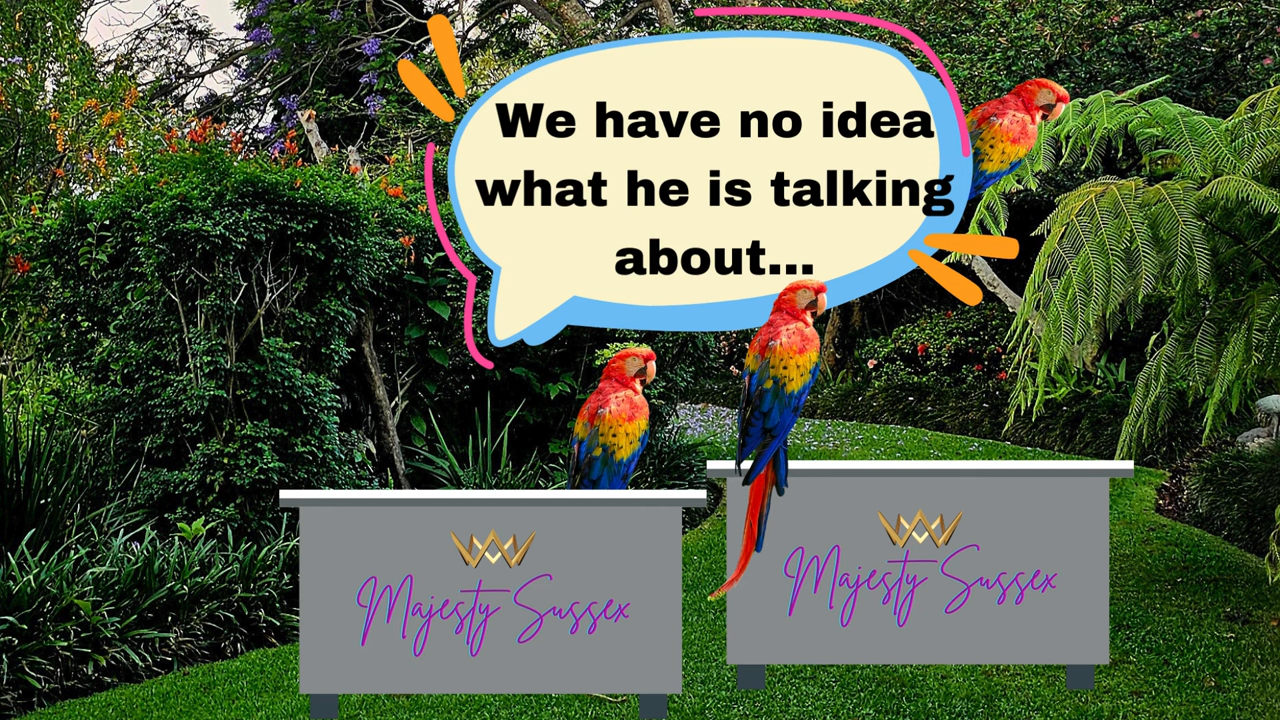 We have no idea
what he is talking
about...
Majesty Sussex
Majesty Sussex